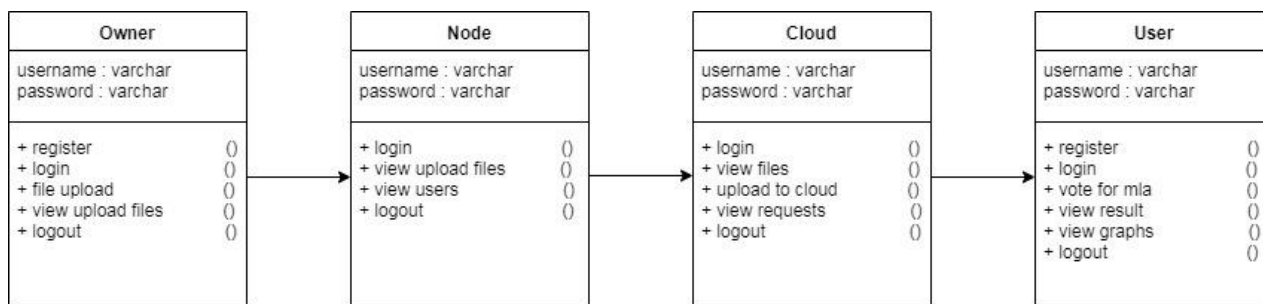 Owner
username : varchar
password : varchar
+ register ()
+ login ()
+ file upload ()
+ view upload files ()
+ logout ()
Node
username : varchar
password : varchar
+ login ()
+ view upload files ()
+ view users ()
+ logout ()
Cloud
username : varchar
password : varchar
+ login ()
+ view files ()
+ upload to cloud ()
+ view requests ()
+ logout ()
User
username : varchar
password : varchar
+ register ()
+ login ()
+ vote for mla ()
+ view result ()
+ view graphs ()
+ logout ()